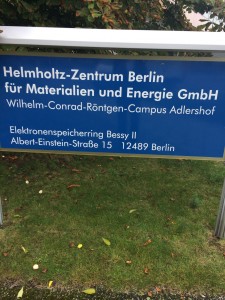 Helmholtz-Zentrum Berlin
für Materialien und Energie GmbH
Wilhelm-Conrad-Röntgen-Campus Adlershof
Elektronenspeicherring Bessy II
Albert-Einstein-Straße 15 12489 Berlin